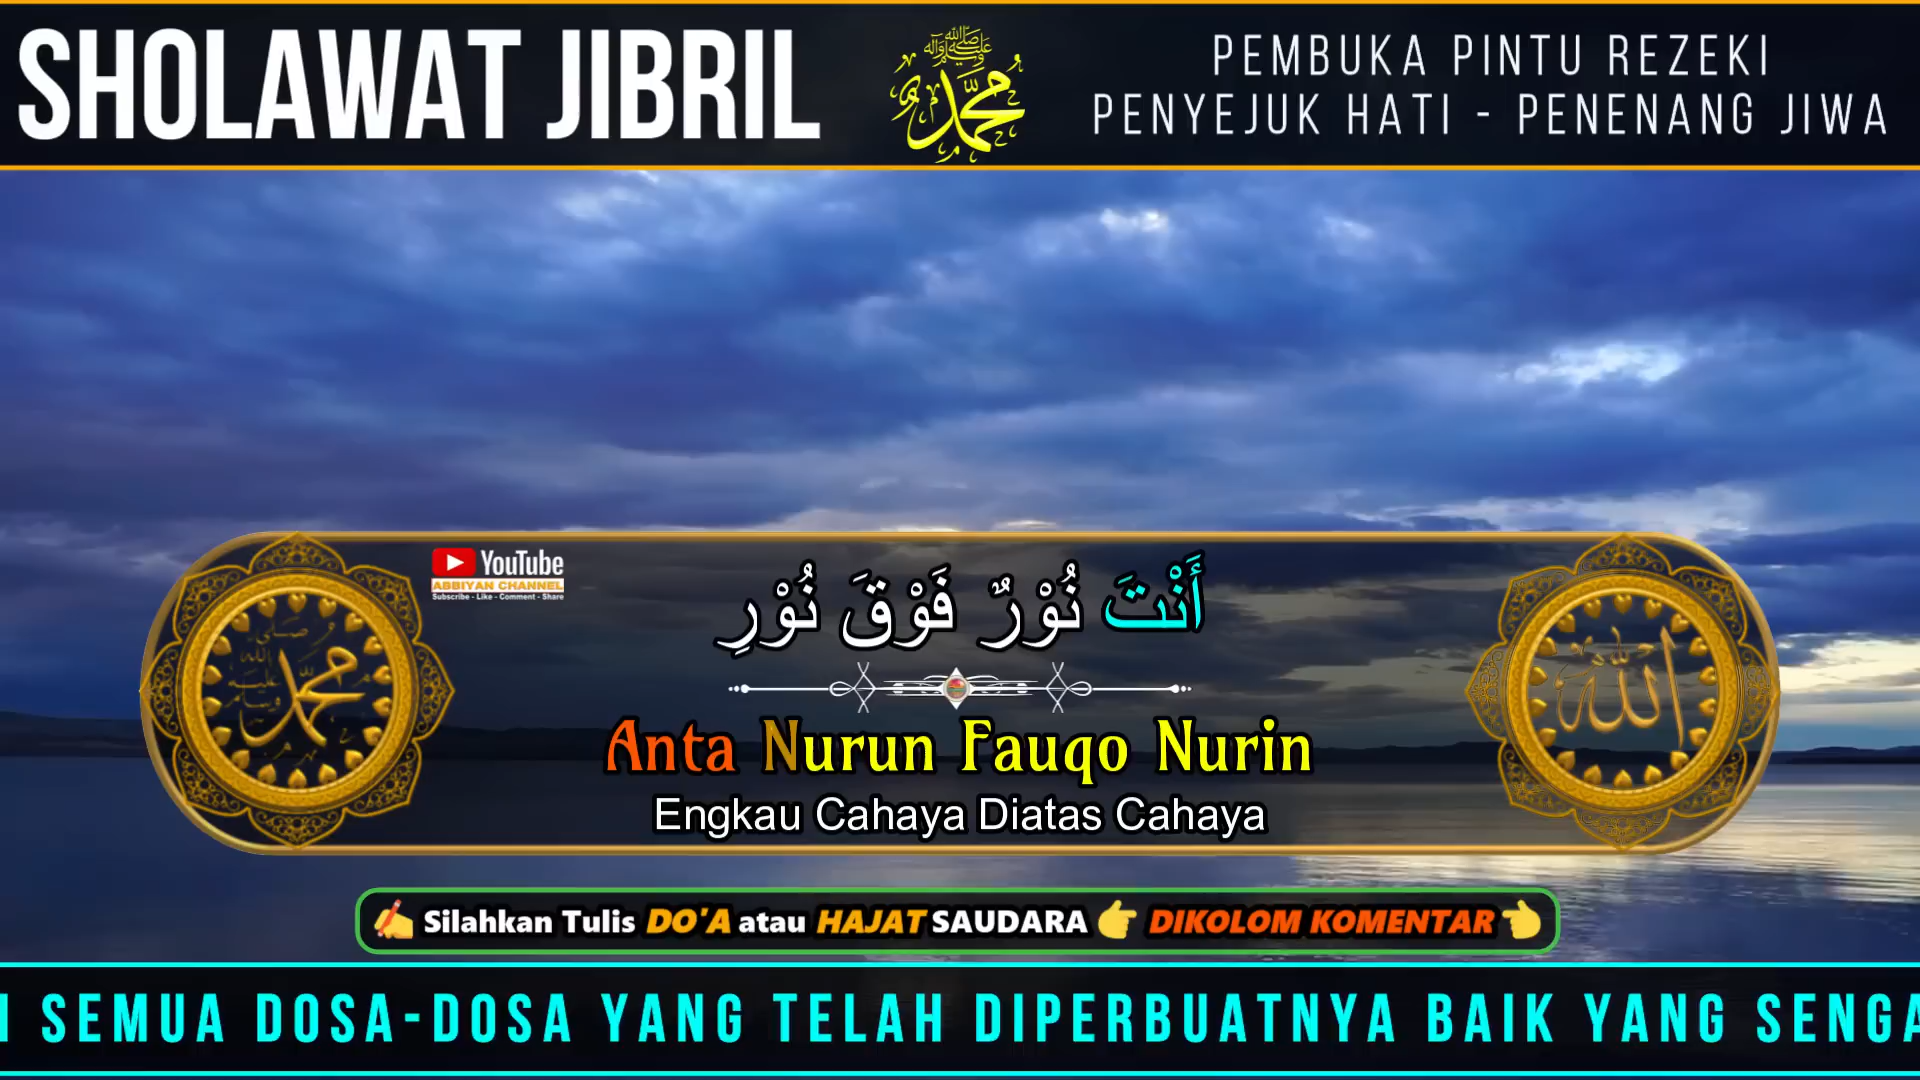 SHOLAWAT JIBRIL
محمد
PEMBUKA PINTU REZEKI
PENYEJUK HATI - PENENANG JIWA
YouTube
ABBIYAN CHANNEL
Subscribe - Like - Comment - Share
أَنْتَ نُوْرٌ فَوْقَ نُوْرِ
Anta Nurun Fauqo Nurin
Engkau Cahaya Diatas Cahaya
محمد
الله
Silahkan Tulis DO'A atau HAJAT SAUDARA DIKOLOM KOMENTAR
SEMUA DOSA-DOSA YANG TELAH DIPERBUATNYA BAIK YANG SENGA